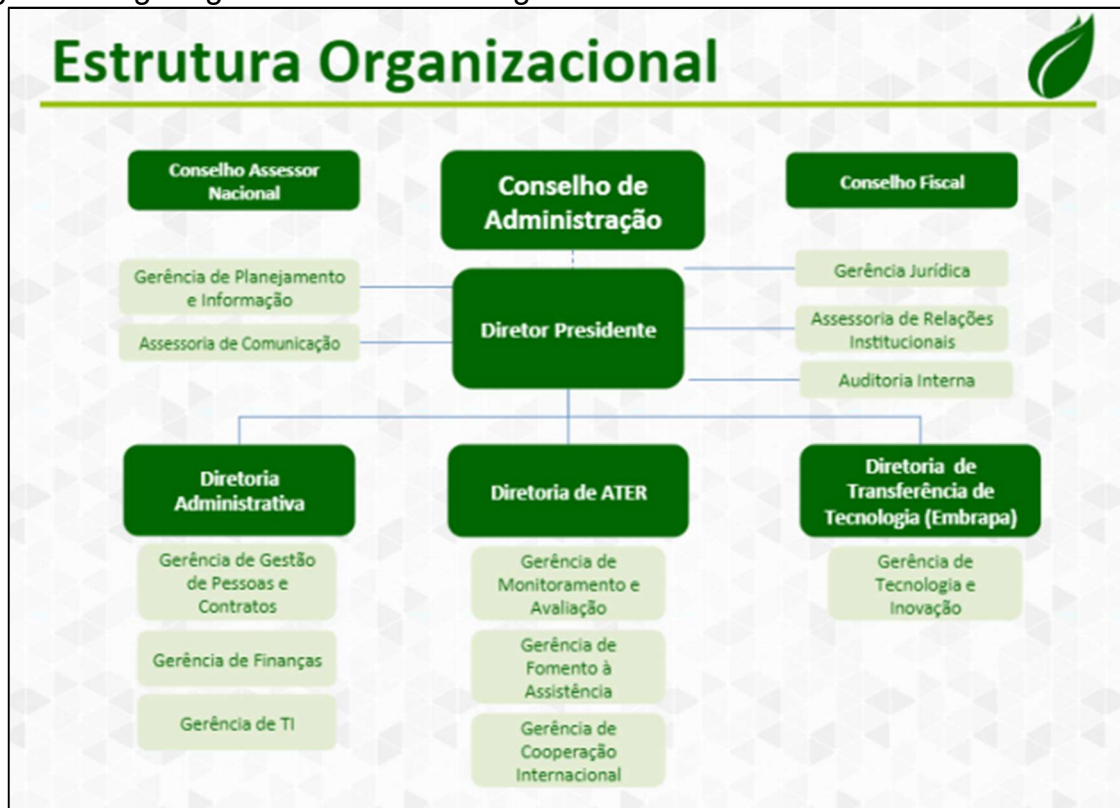 Estrutura Organizacional
Conselho Assessor
Nacional
Conselho de
Administração
Conselho Fiscal
Gerência de Planejamento
e Informação
Assessoria de Comunicação
Diretor Presidente
Gerência Jurídica
Assessoria de Relações
Institucionais
Auditoria Interna
Diretoria
Administrativa
Gerência de Gestão
de Pessoas e
Contratos
Gerência de Finanças
Gerência de TI
Diretoria de ATER
Gerência de
Monitoramento e
Avaliação
Gerência de
Fomento à
Assistência
Gerência de
Cooperação
Internacional
Diretoria de
Transferência de
Tecnologia (Embrapa)
Gerência de
Tecnologia e
Inovação